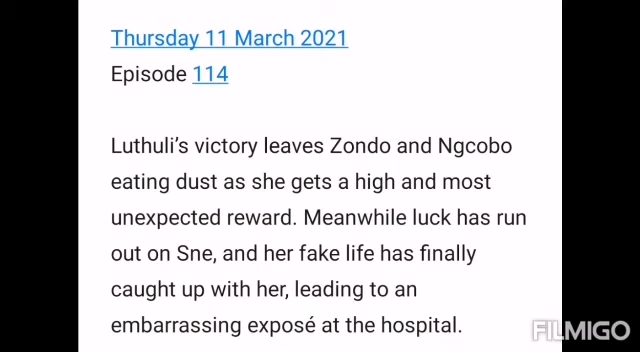 Thursday 11 March 2021
Episode 114
Luthuli's victory leaves Zondo and Ngcobo
eating dust as she gets a high and most
unexpected reward. Meanwhile luck has run
out on Sne, and her fake life has finally
caught up with her, leading to an
embarrassing exposé at the hospital.
FILMIGO